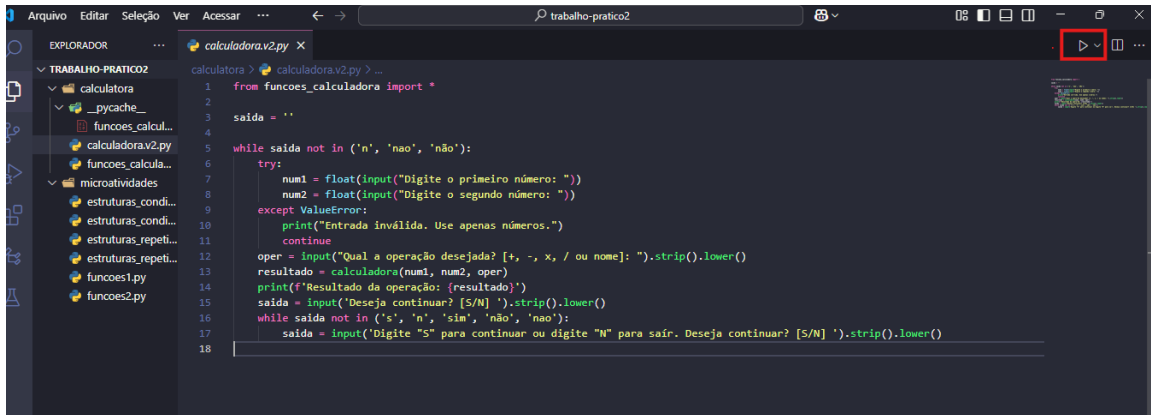 Arquivo Editar Seleção Ver Acessar ··· trabalho-pratico2
EXPLORADOR ···
TRABALHO-PRATICO2
calculatora
__pycache__
funcoes_calcul...
calculadora.v2.py
funcoes_calcula...
microatividades
estruturas_condi...
estruturas_condi...
estruturas_repeti...
estruturas_repeti...
funcoes1.py
funcoes2.py
calculadora.v2.py
calculatora > calculadora.v2.py > ...
1 from funcoes_calculadora import *
2
3 saida = ''
4
5 while saida not in ('n', 'nao', 'não'):
6 try:
7 num1 = float(input("Digite o primeiro número: "))
8 num2 = float(input("Digite o segundo número: "))
9 except ValueError:
10 print("Entrada inválida. Use apenas números.")
11 continue
12 oper = input("Qual a operação desejada? [+, -, x, / ou nome]: ").strip().lower()
13 resultado = calculadora(num1, num2, oper)
14 print(f'Resultado da operação: {resultado}')
15 saida = input('Deseja continuar? [S/N] ').strip().lower()
16 while saida not in ('s', 'n', 'sim', 'não', 'nao'):
17 saida = input('Digite "S" para continuar ou digite "N" para saír. Deseja continuar? [S/N] ').strip().lower()
18